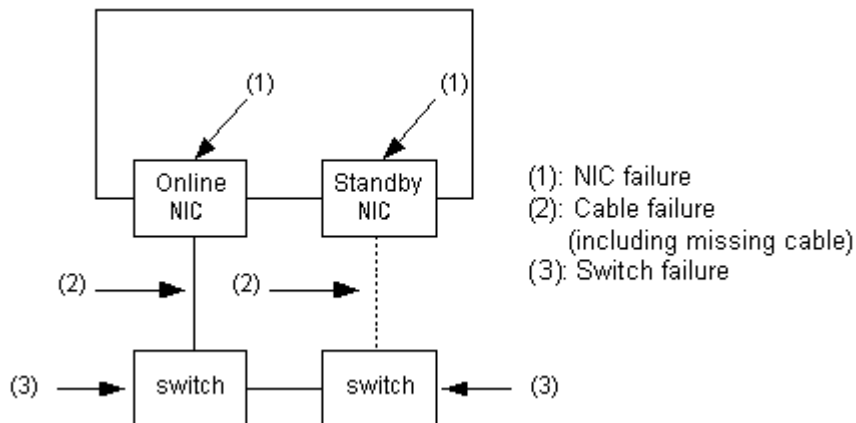 (1)
(1)
Online
NIC
Standby
NIC
(1): NIC failure
(2): Cable failure
(including missing cable)
(3): Switch failure
(2)
(2)
(3)
switch
switch
(3)